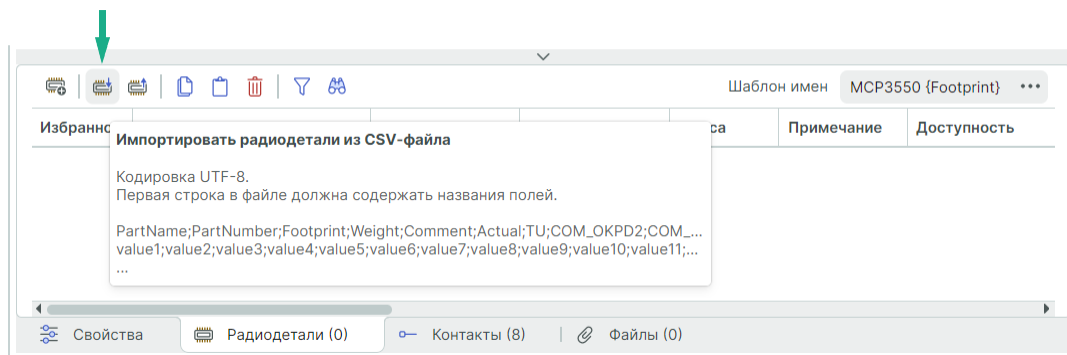 Шаблон имен MCP3550 {Footprint} •••
Примечание Доступность
Импортировать радиодетали из CSV-файла
Кодировка UTF-8.
Первая строка в файле должна содержать названия полей.
PartName;PartNumber;Footprint;Weight;Comment;Actual;TU;COM_OKPD2;COM_...
value1;value2;value3;value4;value5;value6;value7;value8;value9;value10;value11;...
...
Свойства Радиодетали (0) Контакты (8) Файлы (0)